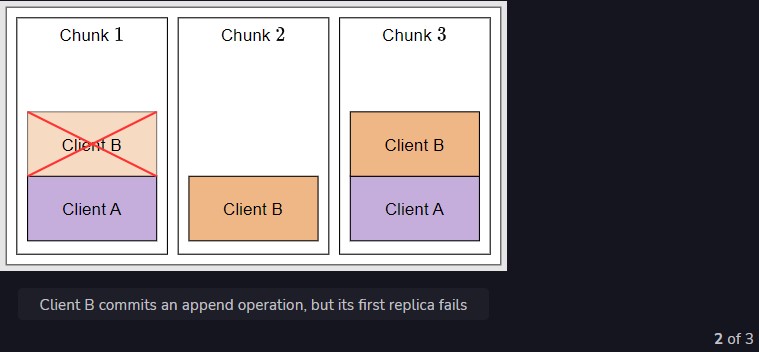 Chunk 1
Chunk 2
Chunk 3
Client B
Client B
Client A
Client B
Client A
Client B commits an append operation, but its first replica fails
2 of 3